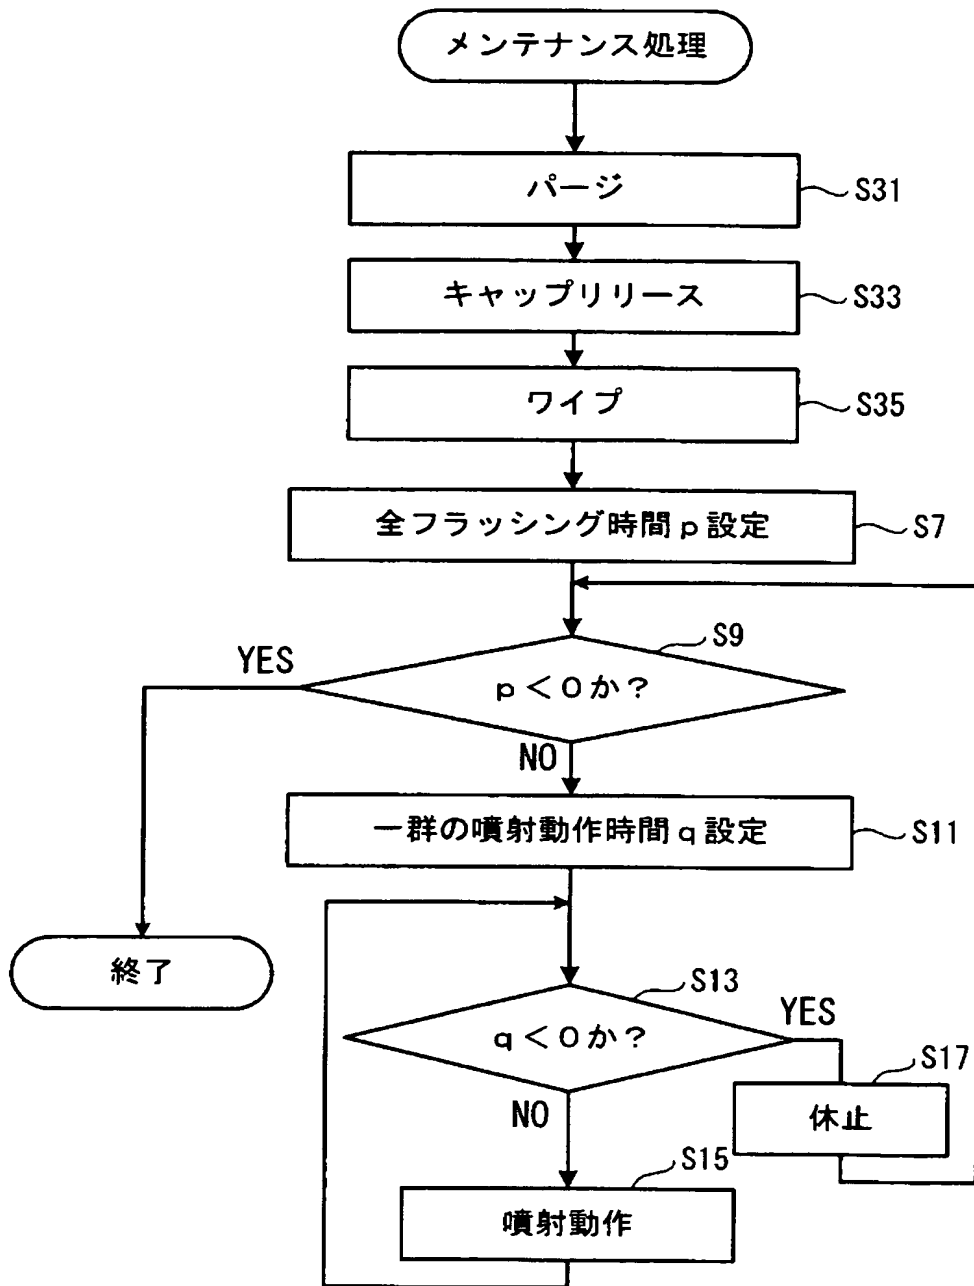 メンテナンス処理
パージ
S31
キャップリリース
S33
ワイプ
S35
全フラッシング時間p設定
S7
S9
YES
p<0か?
NO
一群の噴射動作時間q設定
S11
終了
S13
q<0か?
YES
S17
休止
NO
S15
噴射動作